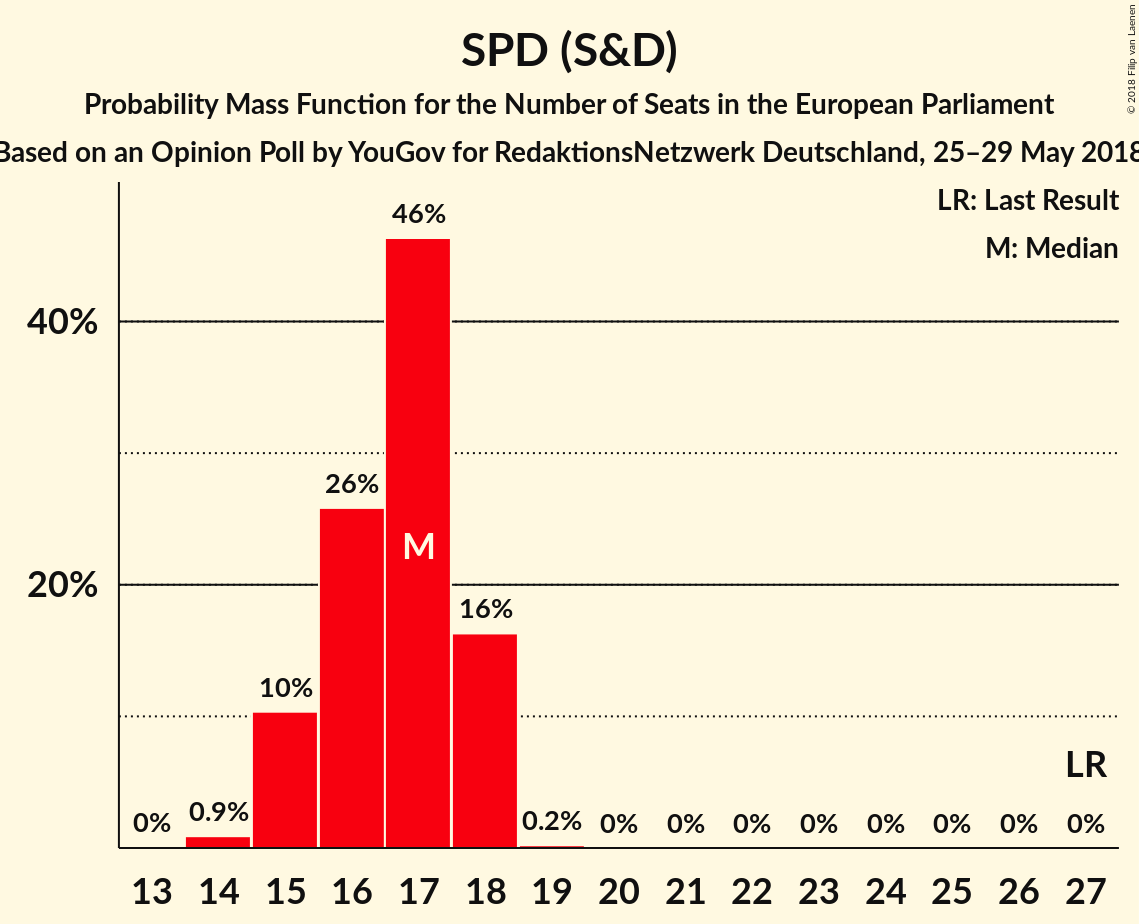 SPD (S&D)
Probability Mass Function for the Number of Seats in the European Parliament
Based on an Opinion Poll by YouGov for RedaktionsNetzwerk Deutschland, 25–29 May 2018
© 2018 Filip van Laenen
LR: Last Result
M: Median
46%
40%
26%
M
20%
16%
10%
LR
0% 0.9% 0.2% 0% 0% 0% 0% 0% 0% 0% 0%
13 14 15 16 17 18 19 20 21 22 23 24 25 26 27